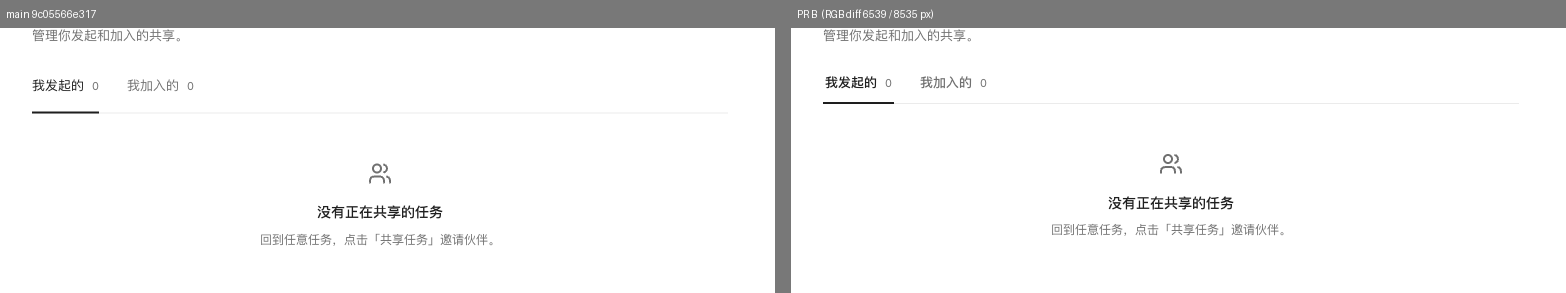 main 9c05566e317
管理你发起和加入的共享。
我发起的 0 我加入的 0
没有正在共享的任务
回到任意任务，点击「共享任务」邀请伙伴。
PR B (RGB diff 6539 / 8535 px)
管理你发起和加入的共享。
我发起的 0 我加入的 0
没有正在共享的任务
回到任意任务，点击「共享任务」邀请伙伴。